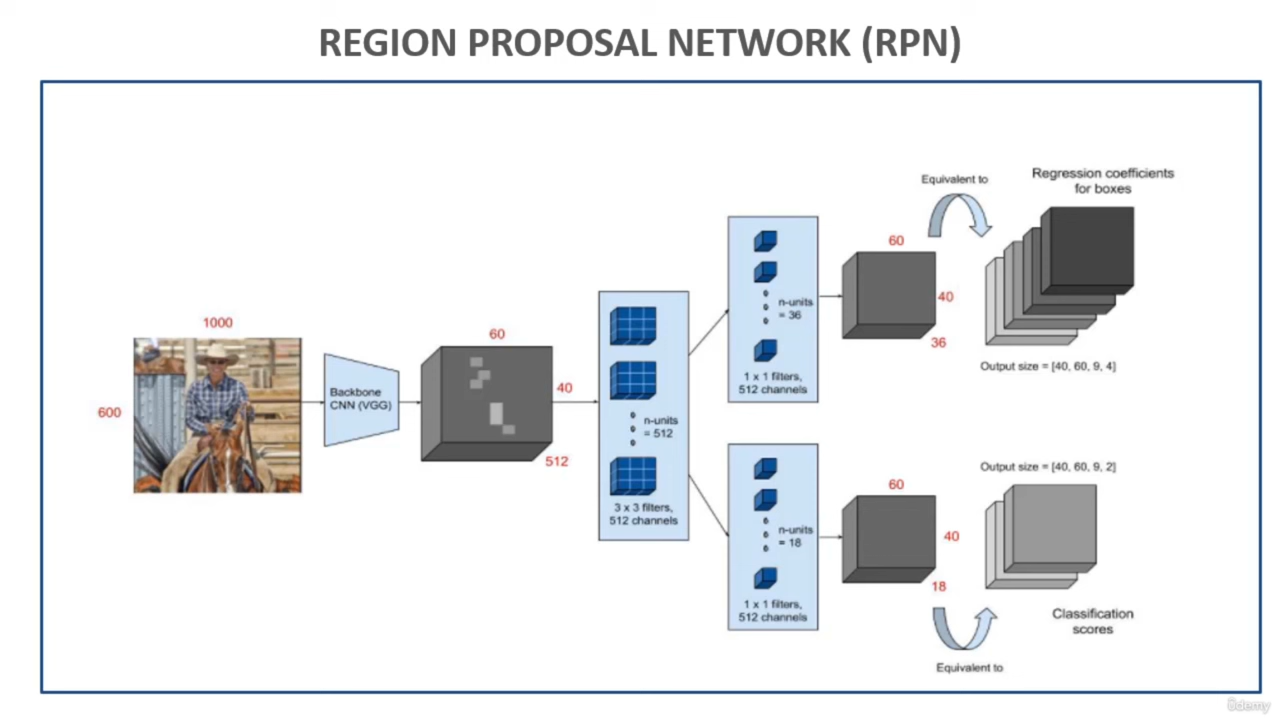 REGION PROPOSAL NETWORK (RPN)
Equivalent to
Regression coefficients
for boxes
60
40
36
n-units
= 36
1 x 1 filters,
512 channels
Output size = [40, 60, 9, 4]
1000
600
Backbone
CNN (VGG)
60
40
512
n-units
= 512
3 x 3 filters,
512 channels
Output size = [40, 60, 9, 2]
60
40
18
n-units
= 18
1 x 1 filters,
512 channels
Classification
scores
Equivalent to
ûdemy